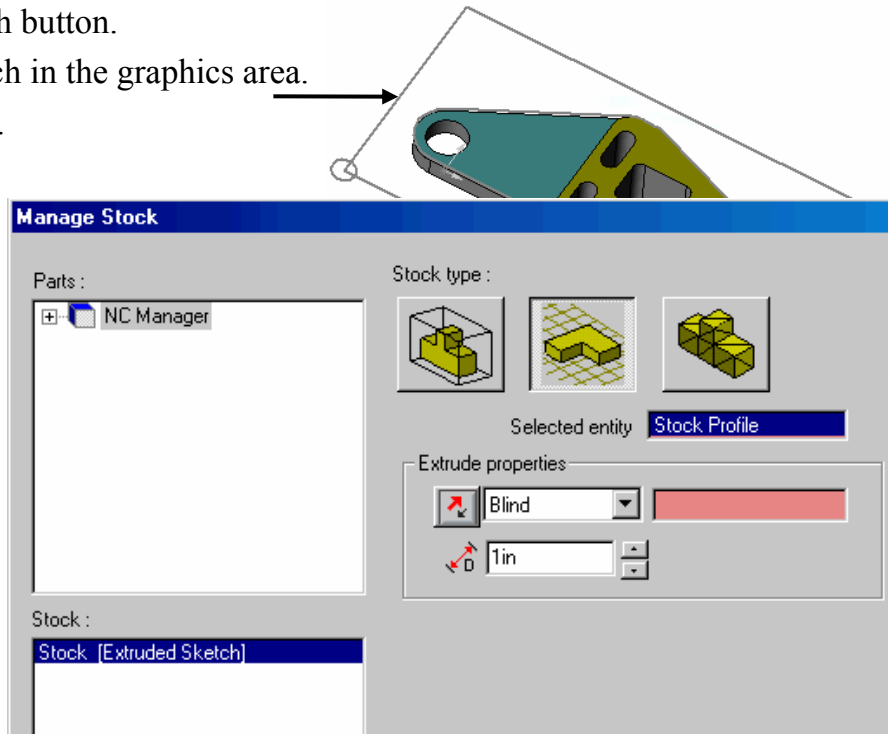 button.
in the graphics area.
Manage Stock
Parts :
NC Manager
Stock type :
Selected entity Stock Profile
Extrude properties
Blind
D 1in
Stock :
Stock [Extruded Sketch]